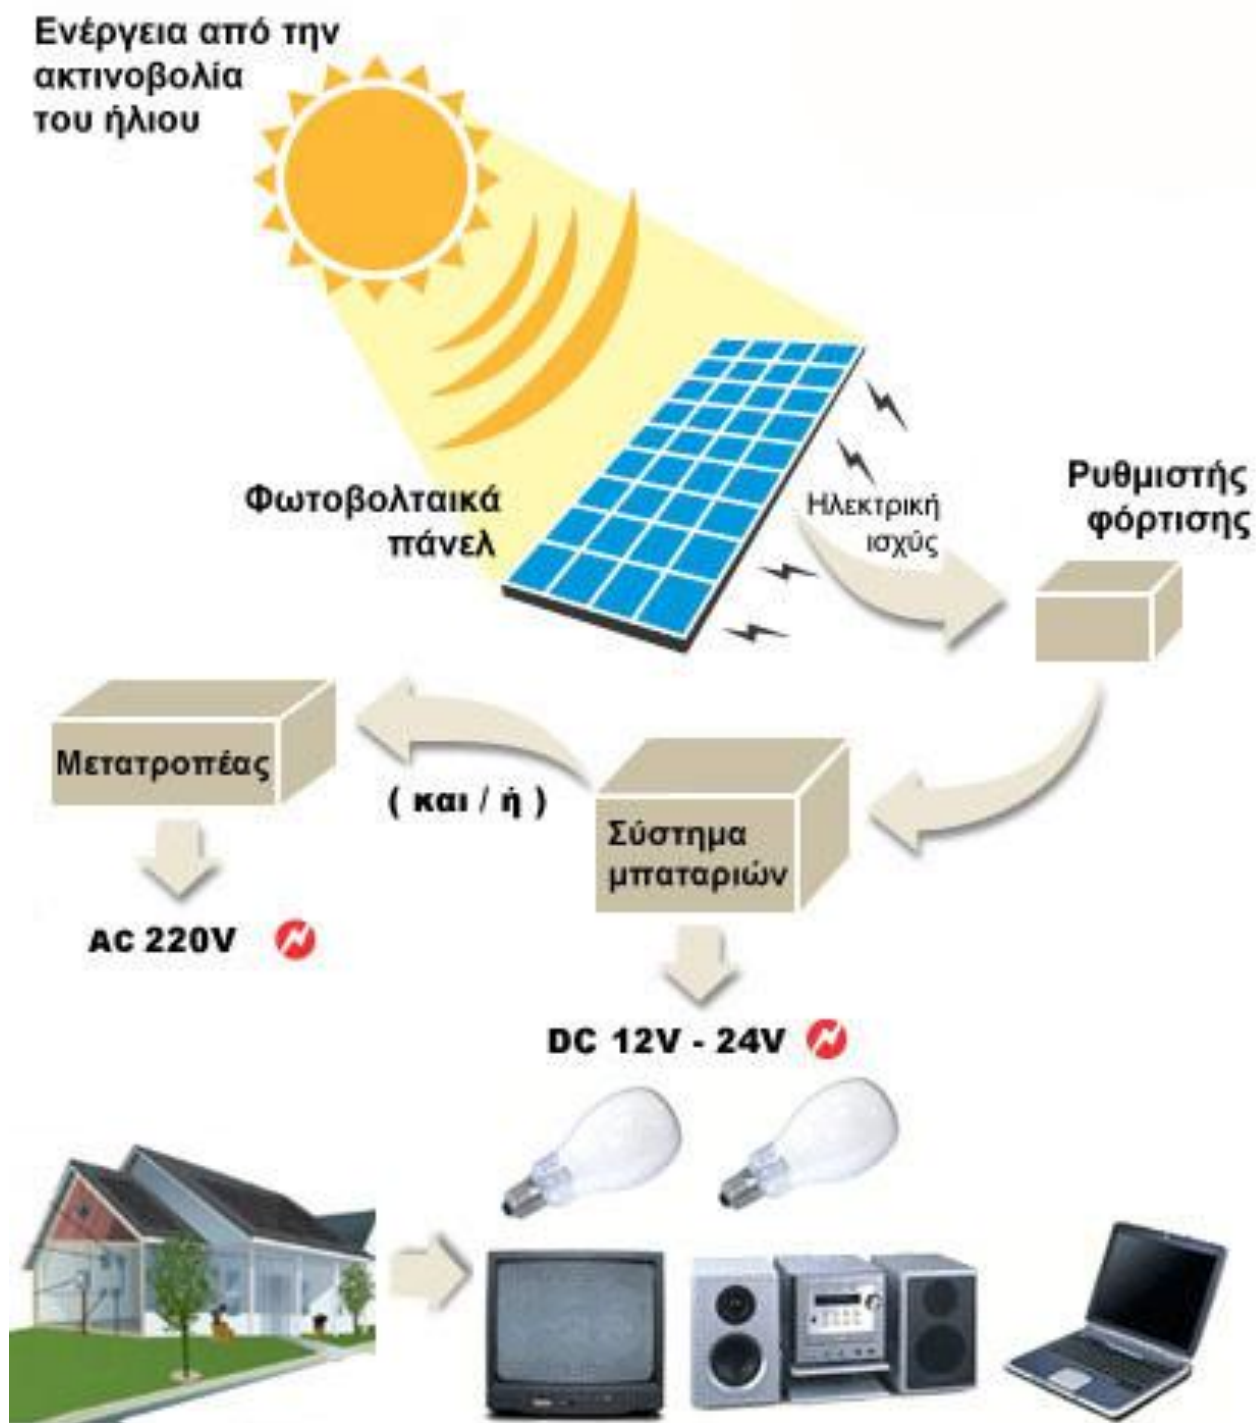 Ενέργεια από την
ακτινοβολία
του ήλιου
Φωτοβολταικά
πάνελ
Ηλεκτρική
ισχύς
Ρυθμιστής
φόρτισης
Μετατροπέας
( και / ή )
Σύστημα
μπαταριών
AC 220V
DC 12V - 24V